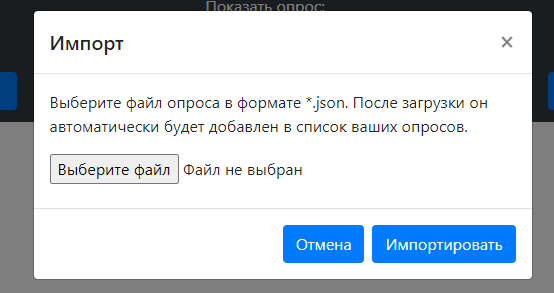 Показать опрос:
Импорт
×
Выберите файл опроса в формате *.json. После загрузки он
автоматически будет добавлен в список ваших опросов.
Выберите файл Файл не выбран
Отмена Импортировать